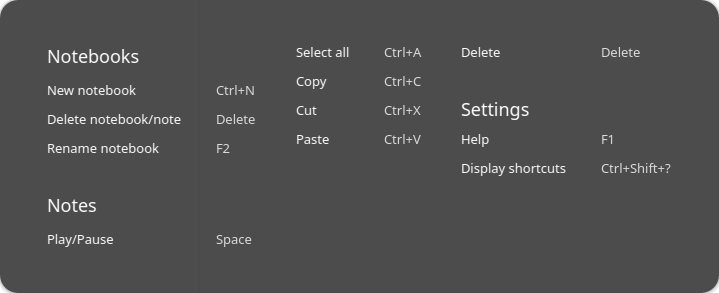 Notebooks
New notebook Ctrl+N
Delete notebook/note Delete
Rename notebook F2
Notes
Play/Pause Space
Select all Ctrl+A
Copy Ctrl+C
Cut Ctrl+X
Paste Ctrl+V
Delete Delete
Settings
Help F1
Display shortcuts Ctrl+Shift+?